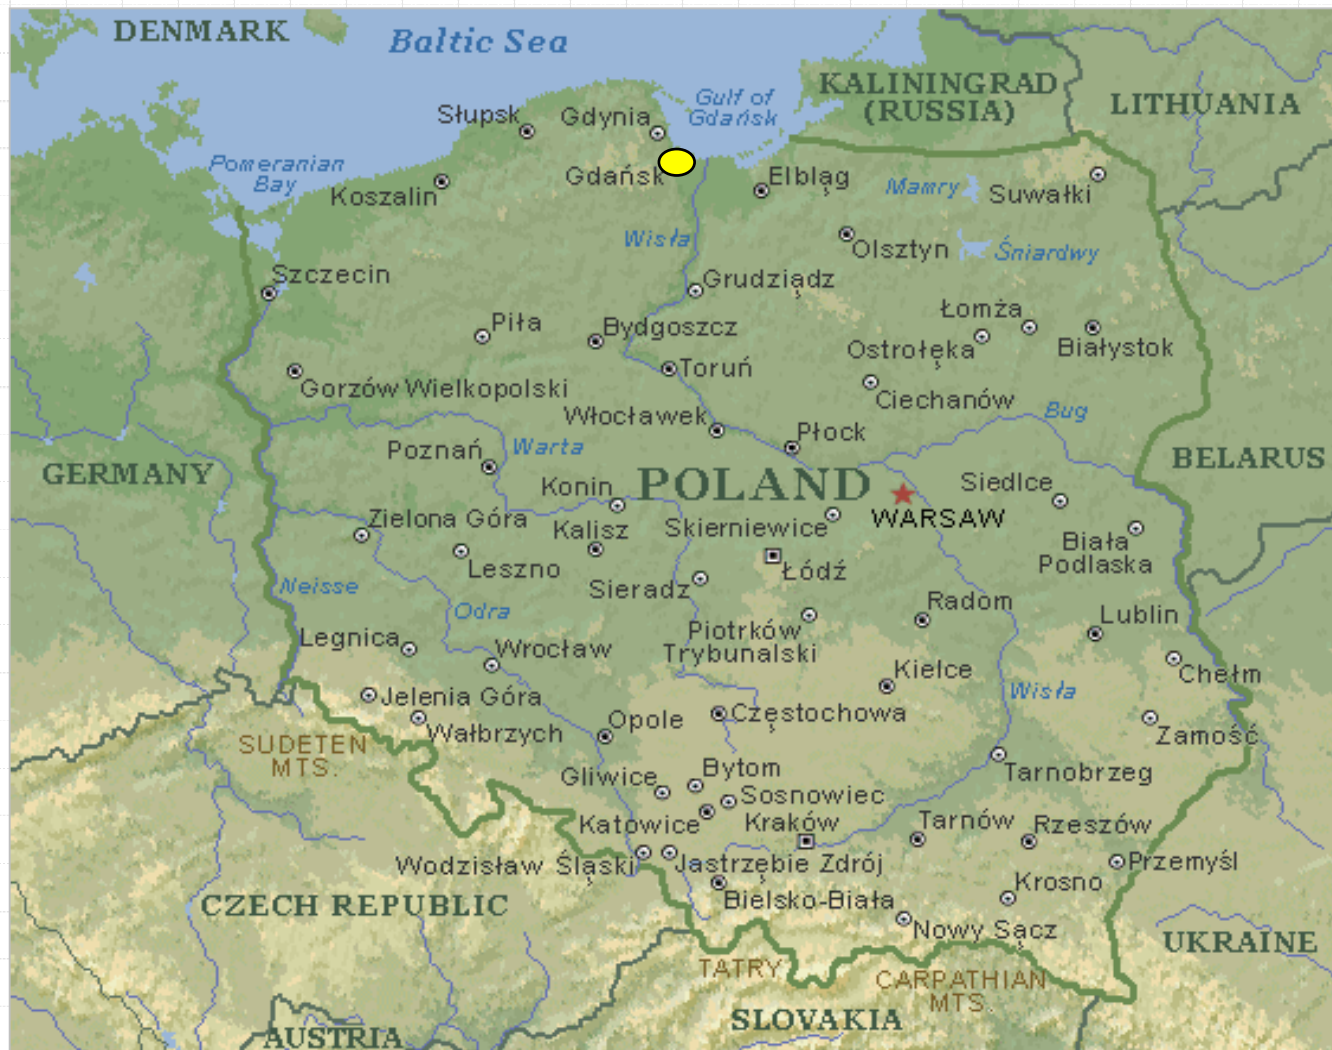 DENMARK
Baltic Sea
KALININGRAD
(RUSSIA)
LITHUANIA
Gulf of
Gdańsk
Słupsk
Gdynia
Pomeranian
Bay
Koszalin
Gdańsk
Elbląg
Mamry
Suwałki
Wisła
Olsztyn
Śniardwy
Szczecin
Grudziądz
Piła
Bydgoszcz
Łomża
Ostrołęka
Białystok
Toruń
Gorzów Wielkopolski
Ciechanów
Włocławek
Bug
Płock
Poznań
Warta
GERMANY
POLAND
BELARUS
Konin
Siedlce
Zielona Góra
Kalisz
Skierniewice
WARSAW
Biała
Podlaska
Leszno
Łódź
Sieradz
Neisse
Odra
Radom
Lublin
Legnica
Wrocław
Piotrków
Trybunalski
Kielce
Chełm
Jelenia Góra
Wisła
Wałbrzych
Opole
Częstochowa
Zamość
SUDETEN
MTS.
Gliwice
Bytom
Tarnobrzeg
Sosnowiec
Katowice
Kraków
Tarnów
Rzeszów
Wodzisław Śląski
Jastrzębie Zdrój
Przemyśl
Bielsko-Biała
Krosno
CZECH REPUBLIC
Nowy Sącz
UKRAINE
TATRY
CARPATHIAN
MTS.
SLOVAKIA
AUSTRIA